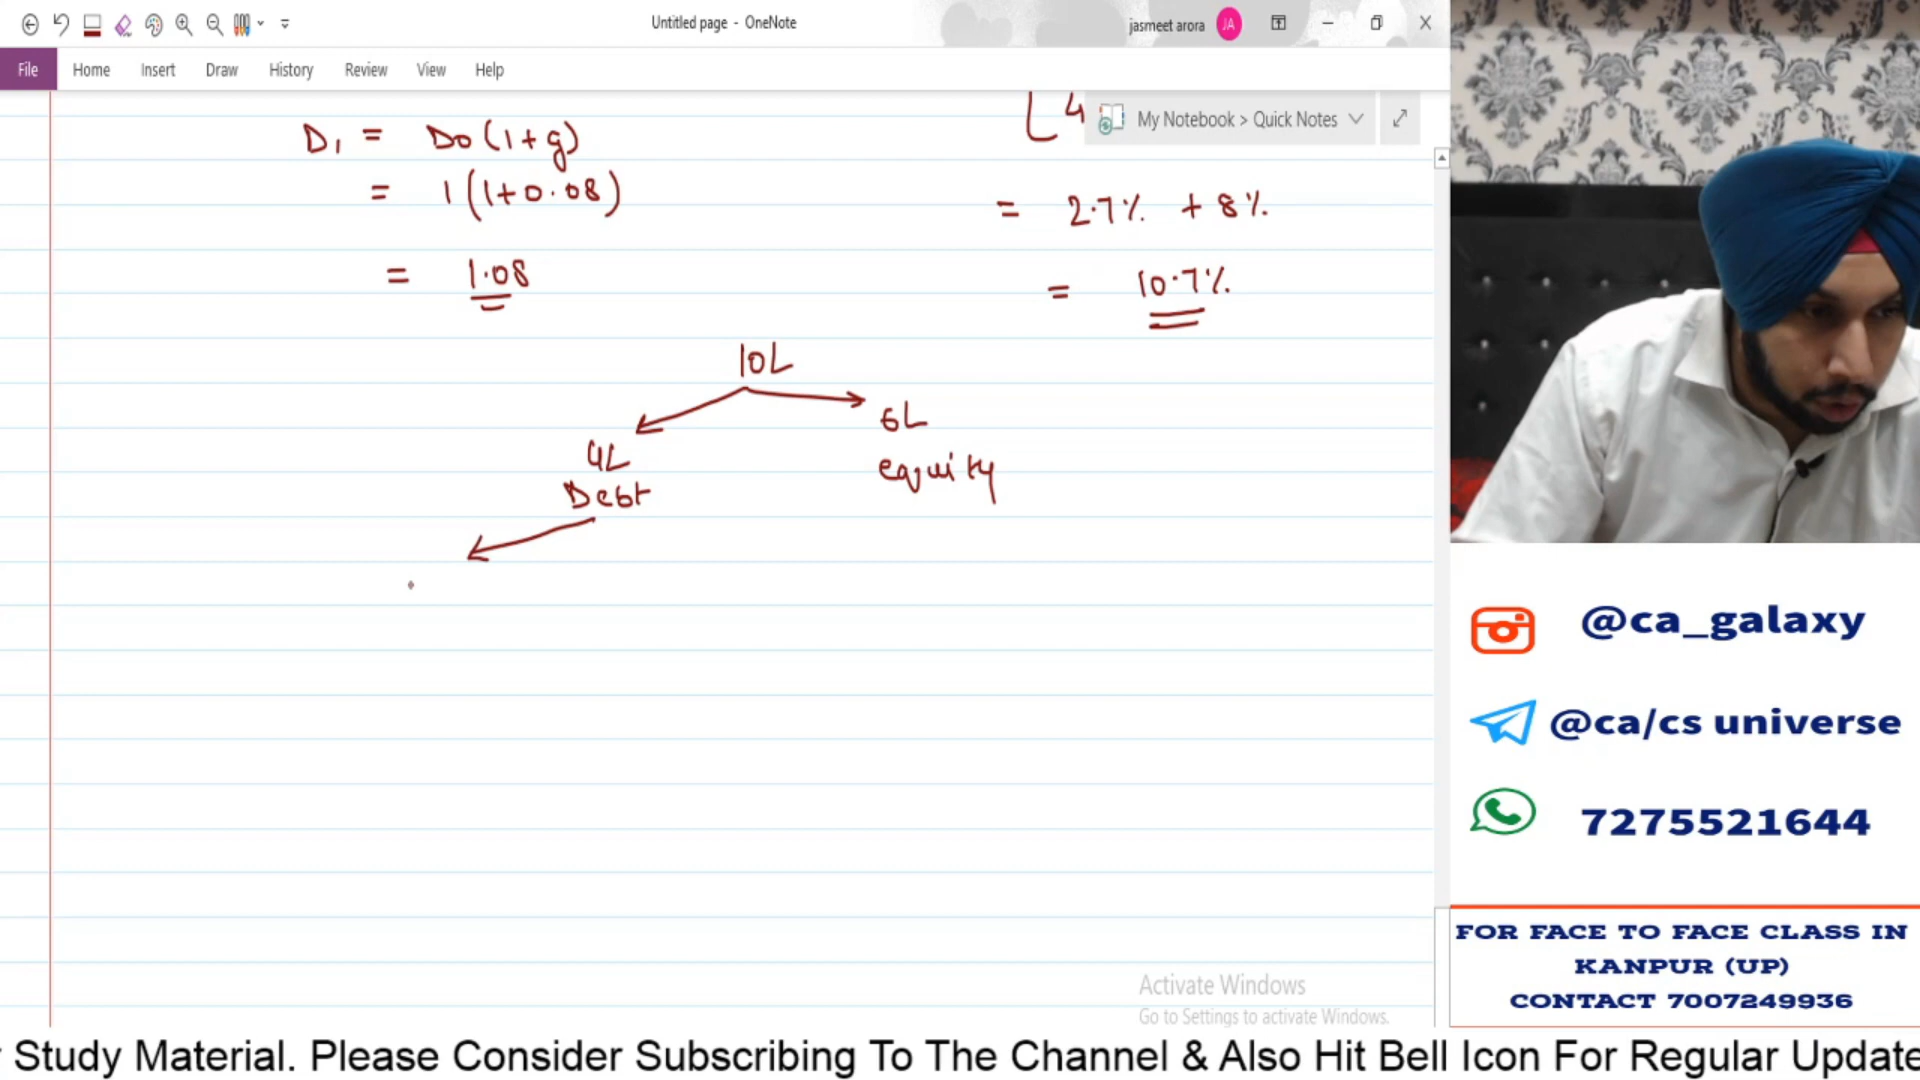 Untitled page - OneNote
jasmeet arora JA
File Home Insert Draw History Review View Help
My Notebook > Quick Notes
D1 = D0(1+g)
= 1(1+0.08)
= 1.08
[4
= 2.7% + 8%
= 10.7%
10L
4L
Debt
6L
equity
@ca_galaxy
@ca/cs universe
7275521644
FOR FACE TO FACE CLASS IN
KANPUR (UP)
CONTACT 7007249936
Activate Windows
Go to Settings to activate Windows.
Study Material. Please Consider Subscribing To The Channel & Also Hit Bell Icon For Regular Update